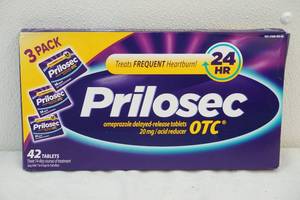 3 PACK
Treats FREQUENT Heartburn!
24
HR
Prilosec
OTC®
omeprazole delayed-release tablets
20 mg / acid reducer
42 TABLETS